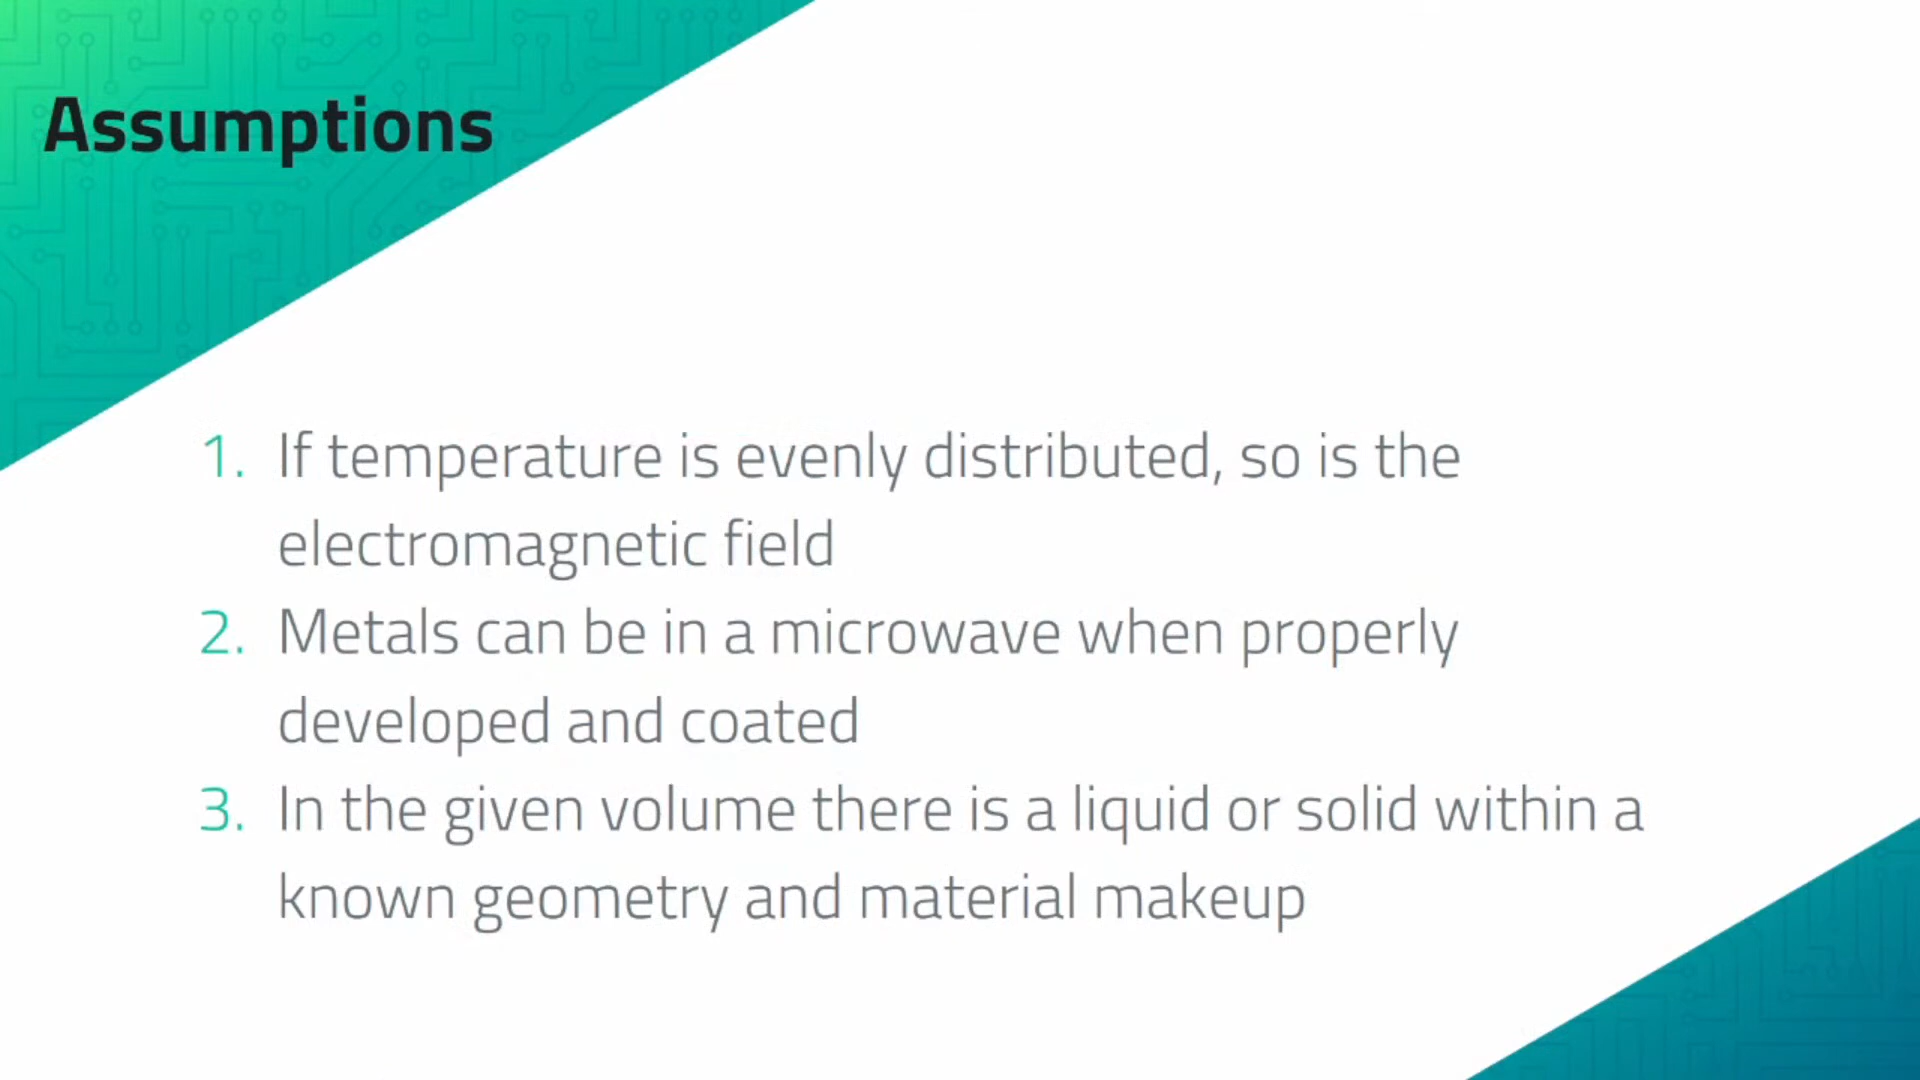 Assumptions
1. If temperature is evenly distributed, so is the
electromagnetic field
2. Metals can be in a microwave when properly
developed and coated
3. In the given volume there is a liquid or solid within a
known geometry and material makeup